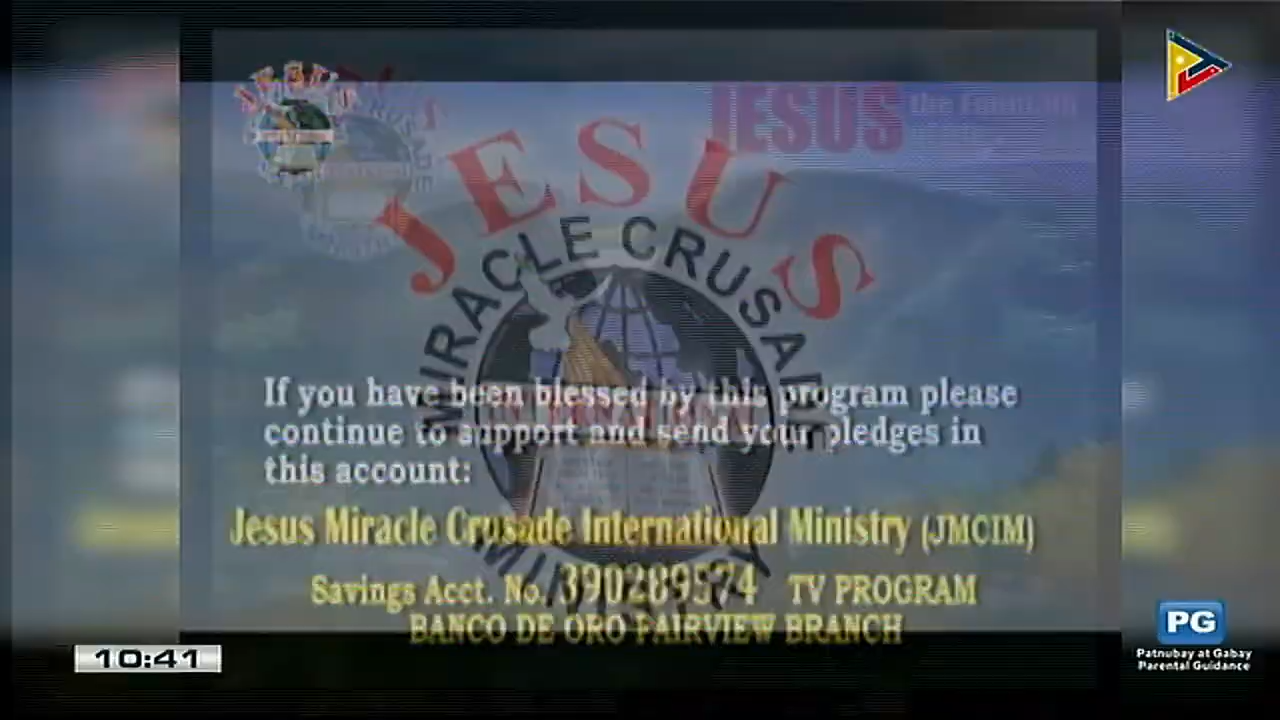 JESUS
MIRACLE CRUSADE
JESUS
If you have been blessed by this program please
continue to support and send your pledges in
this account:
Jesus Miracle Crusade International Ministry (JMCIM)
Savings Acct. No. 390289574 TV PROGRAM
BANCO DE ORO FAIRVIEW BRANCH
MINISTRY
10:41
PG
Patnubay at Gabay
Parental Guidance